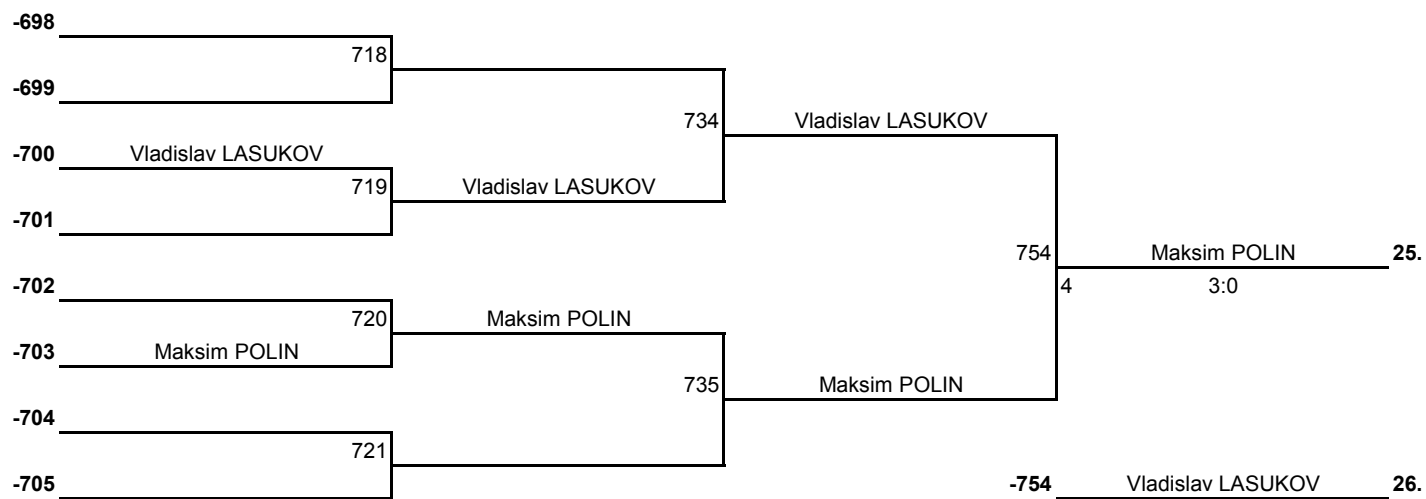 -698
718
-699
734 Vladislav LASUKOV
-700 Vladislav LASUKOV
719 Vladislav LASUKOV
-701
754 Maksim POLIN 25.
-702 4 3:0
720 Maksim POLIN
-703 Maksim POLIN
735 Maksim POLIN
-704
721
-705 -754 Vladislav LASUKOV 26.